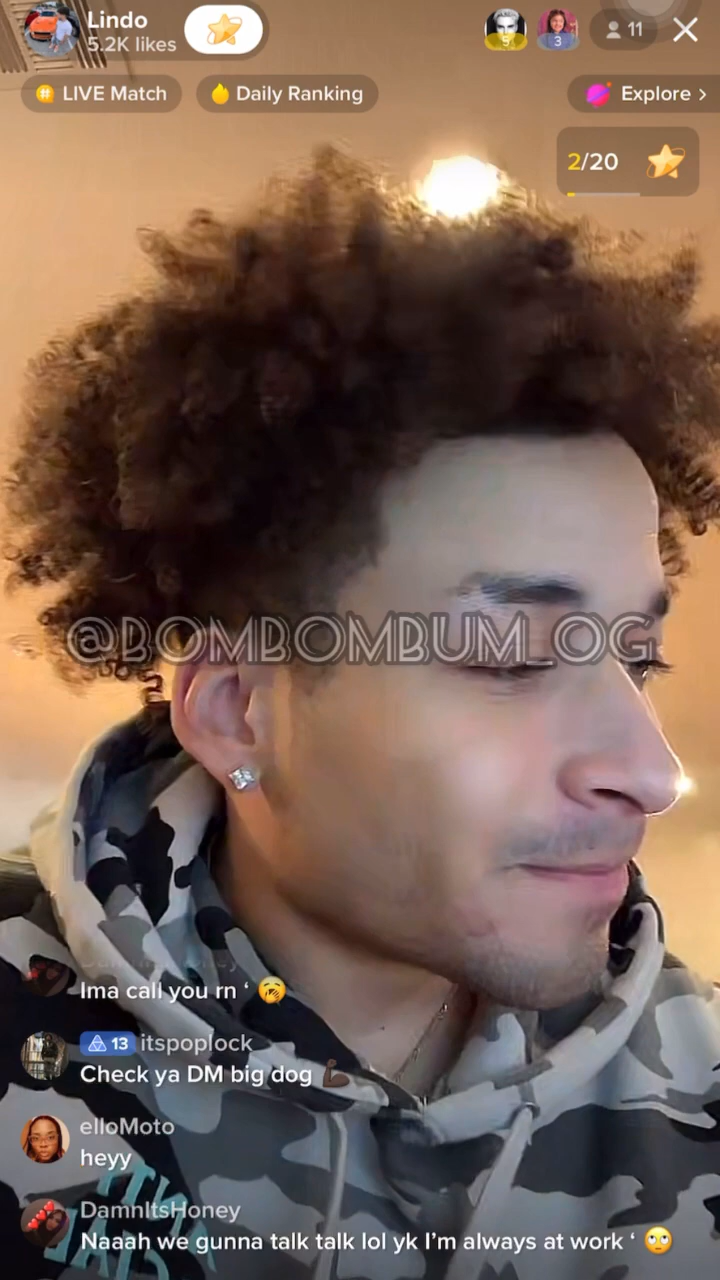 Lindo
5.2K likes
5
3
11
LIVE Match
Daily Ranking
Explore >
2/20
@BOMBOMBUM_OG
Ima call you rn ‘ 🥱
13 itspoplock
Check ya DM big dog 💪🏾
elloMoto
heyy
DamnItsHoney
Naaah we gunna talk talk lol yk I’m always at work ‘ 🙄